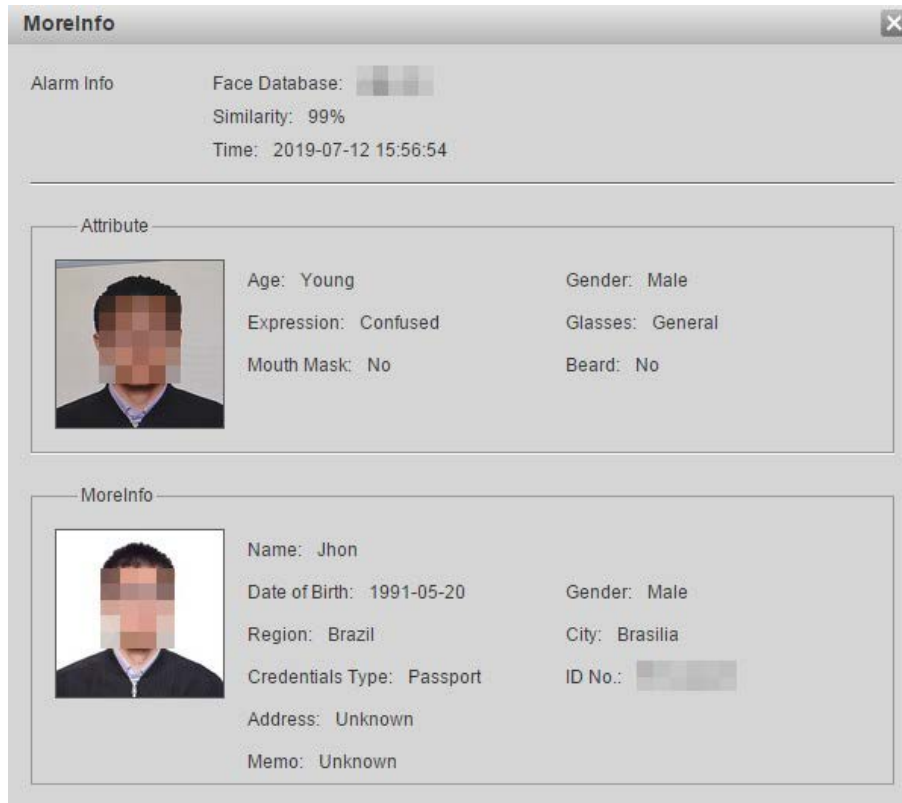 MoreInfo
Alarm Info Face Database:
Similarity: 99%
Time: 2019-07-12 15:56:54
Attribute
Age: Young Gender: Male
Expression: Confused Glasses: General
Mouth Mask: No Beard: No
MoreInfo
Name: Jhon
Date of Birth: 1991-05-20 Gender: Male
Region: Brazil City: Brasilia
Credentials Type: Passport ID No.:
Address: Unknown
Memo: Unknown